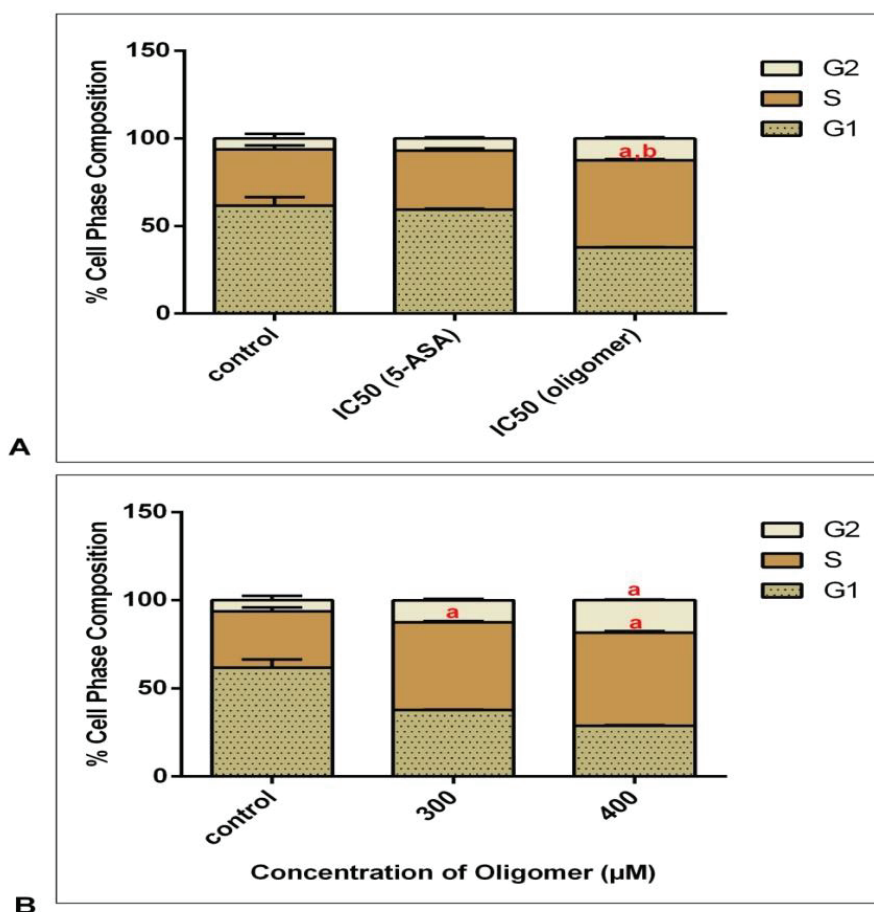 150
100
50
0
% Cell Phase Composition
a,b
G2
S
G1
control
IC50 (5-ASA)
IC50 (oligomer)
A
150
100
50
0
% Cell Phase Composition
a
a
a
G2
S
G1
control
300
400
Concentration of Oligomer (µM)
B